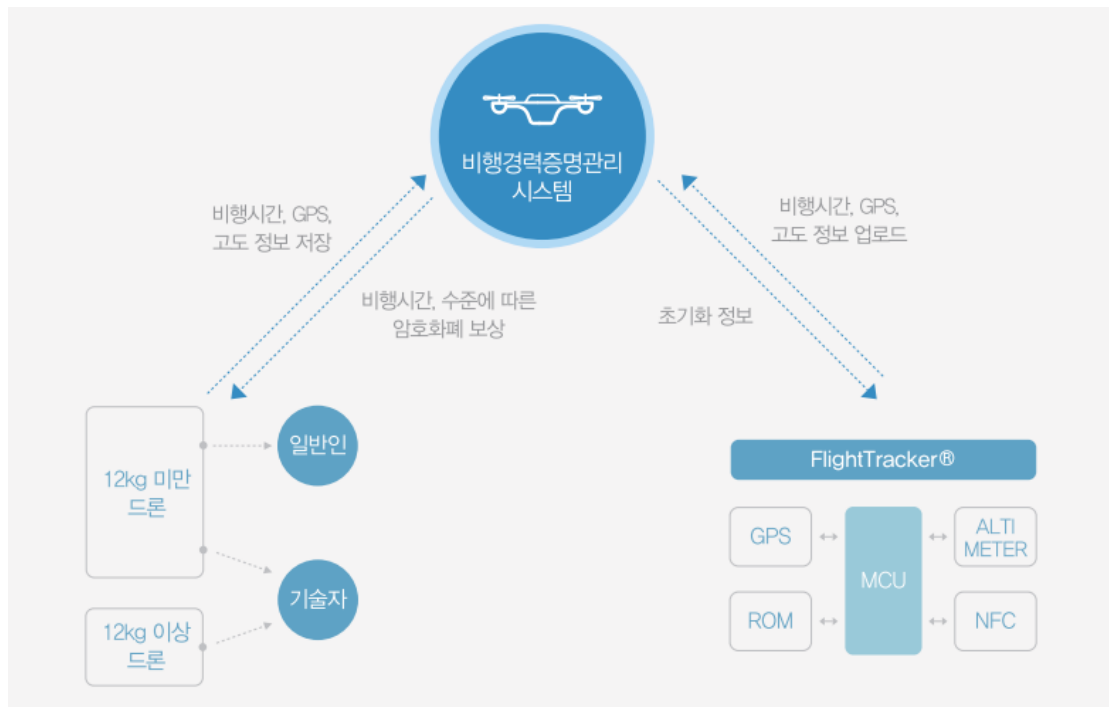 비행경력증명관리
시스템
비행시간, GPS,
고도 정보 저장
비행시간, GPS,
고도 정보 업로드
비행시간, 수준에 따른
암호화폐 보상
초기화 정보
12kg 미만
드론
일반인
기술자
12kg 이상
드론
FlightTracker®
GPS
MCU
ALTI
METER
ROM
NFC